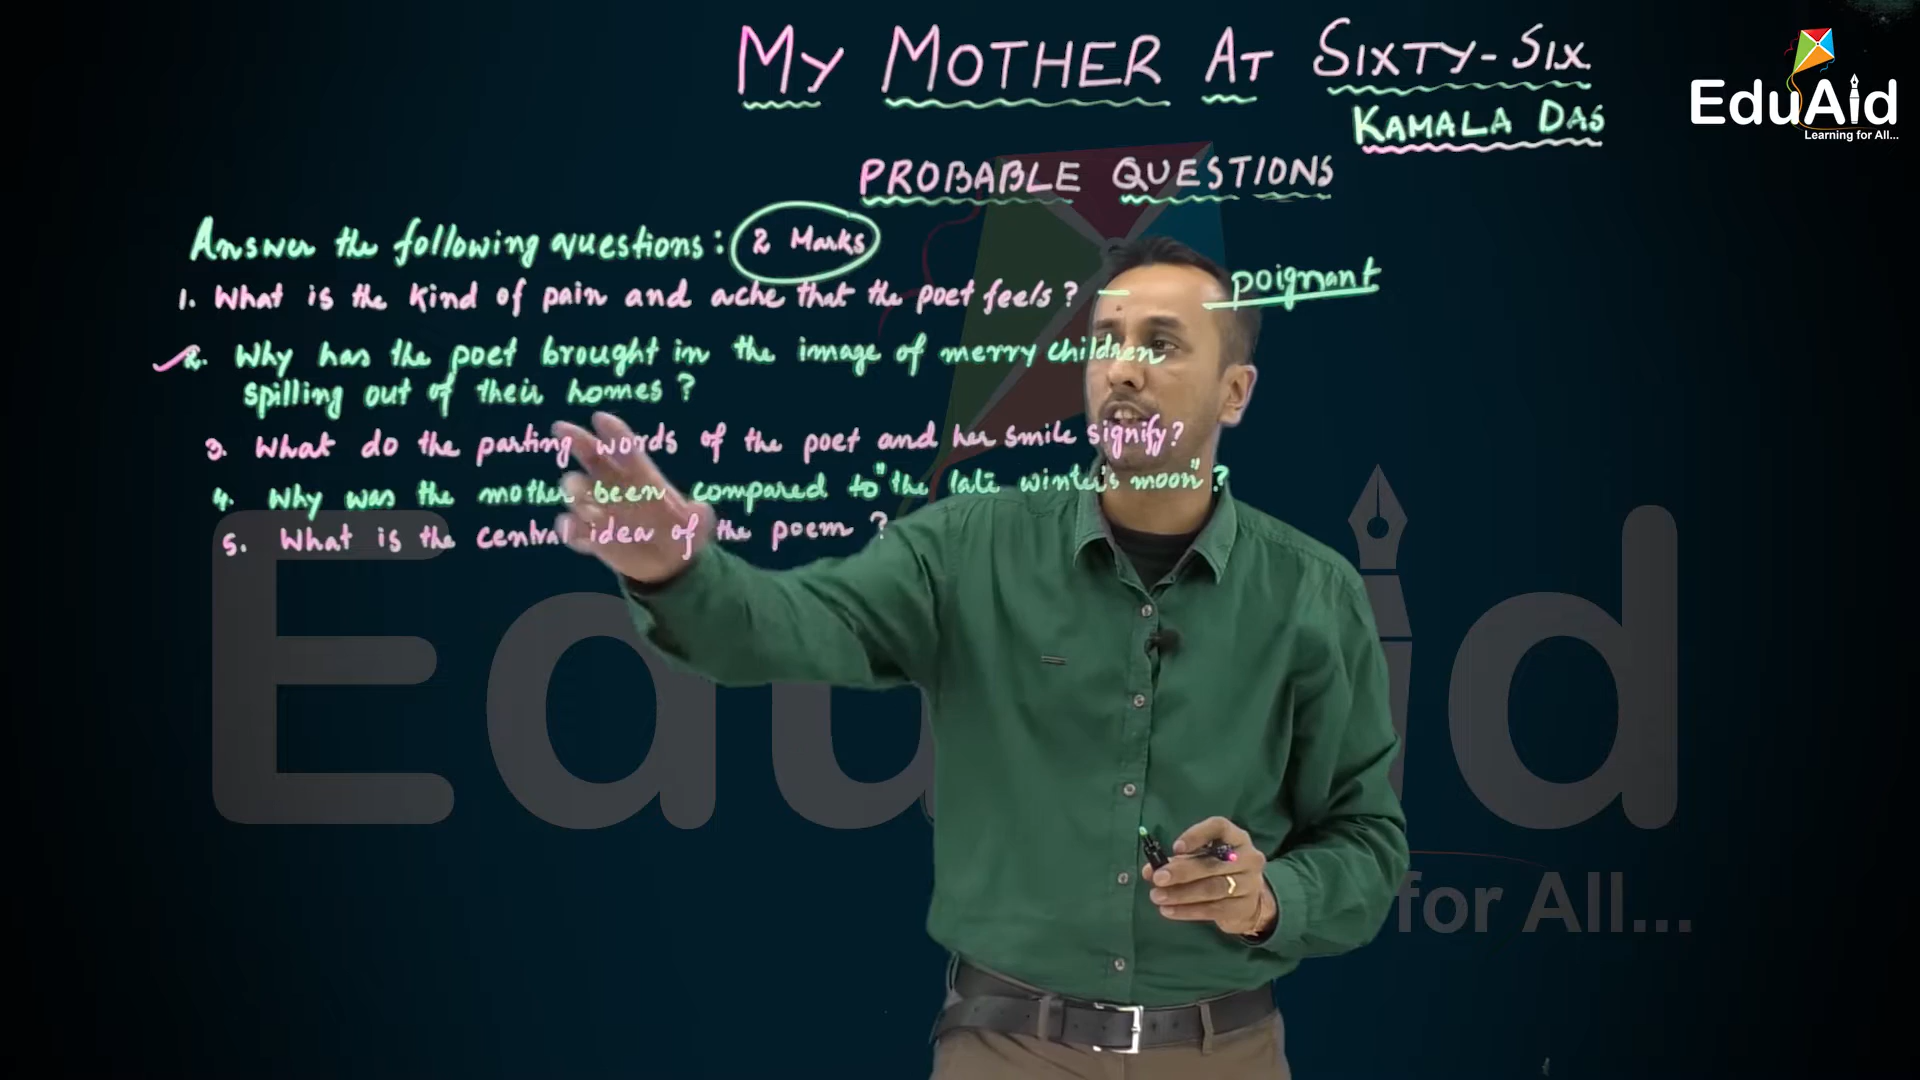 MY MOTHER AT SIXTY-SIX.
KAMALA DAS
EduAid
Learning for All...
PROBABLE QUESTIONS
Answer the following questions: 2 Marks
1. What is the kind of pain and ache that the poet feels? — poignant
2. Why has the poet brought in the image of merry children
spilling out of their homes?
3. What do the parting words of the poet and her smile signify?
4. Why was the mother been compared to "the late winter's moon"?
5. What is the central idea of the poem?
EduAid
for All...